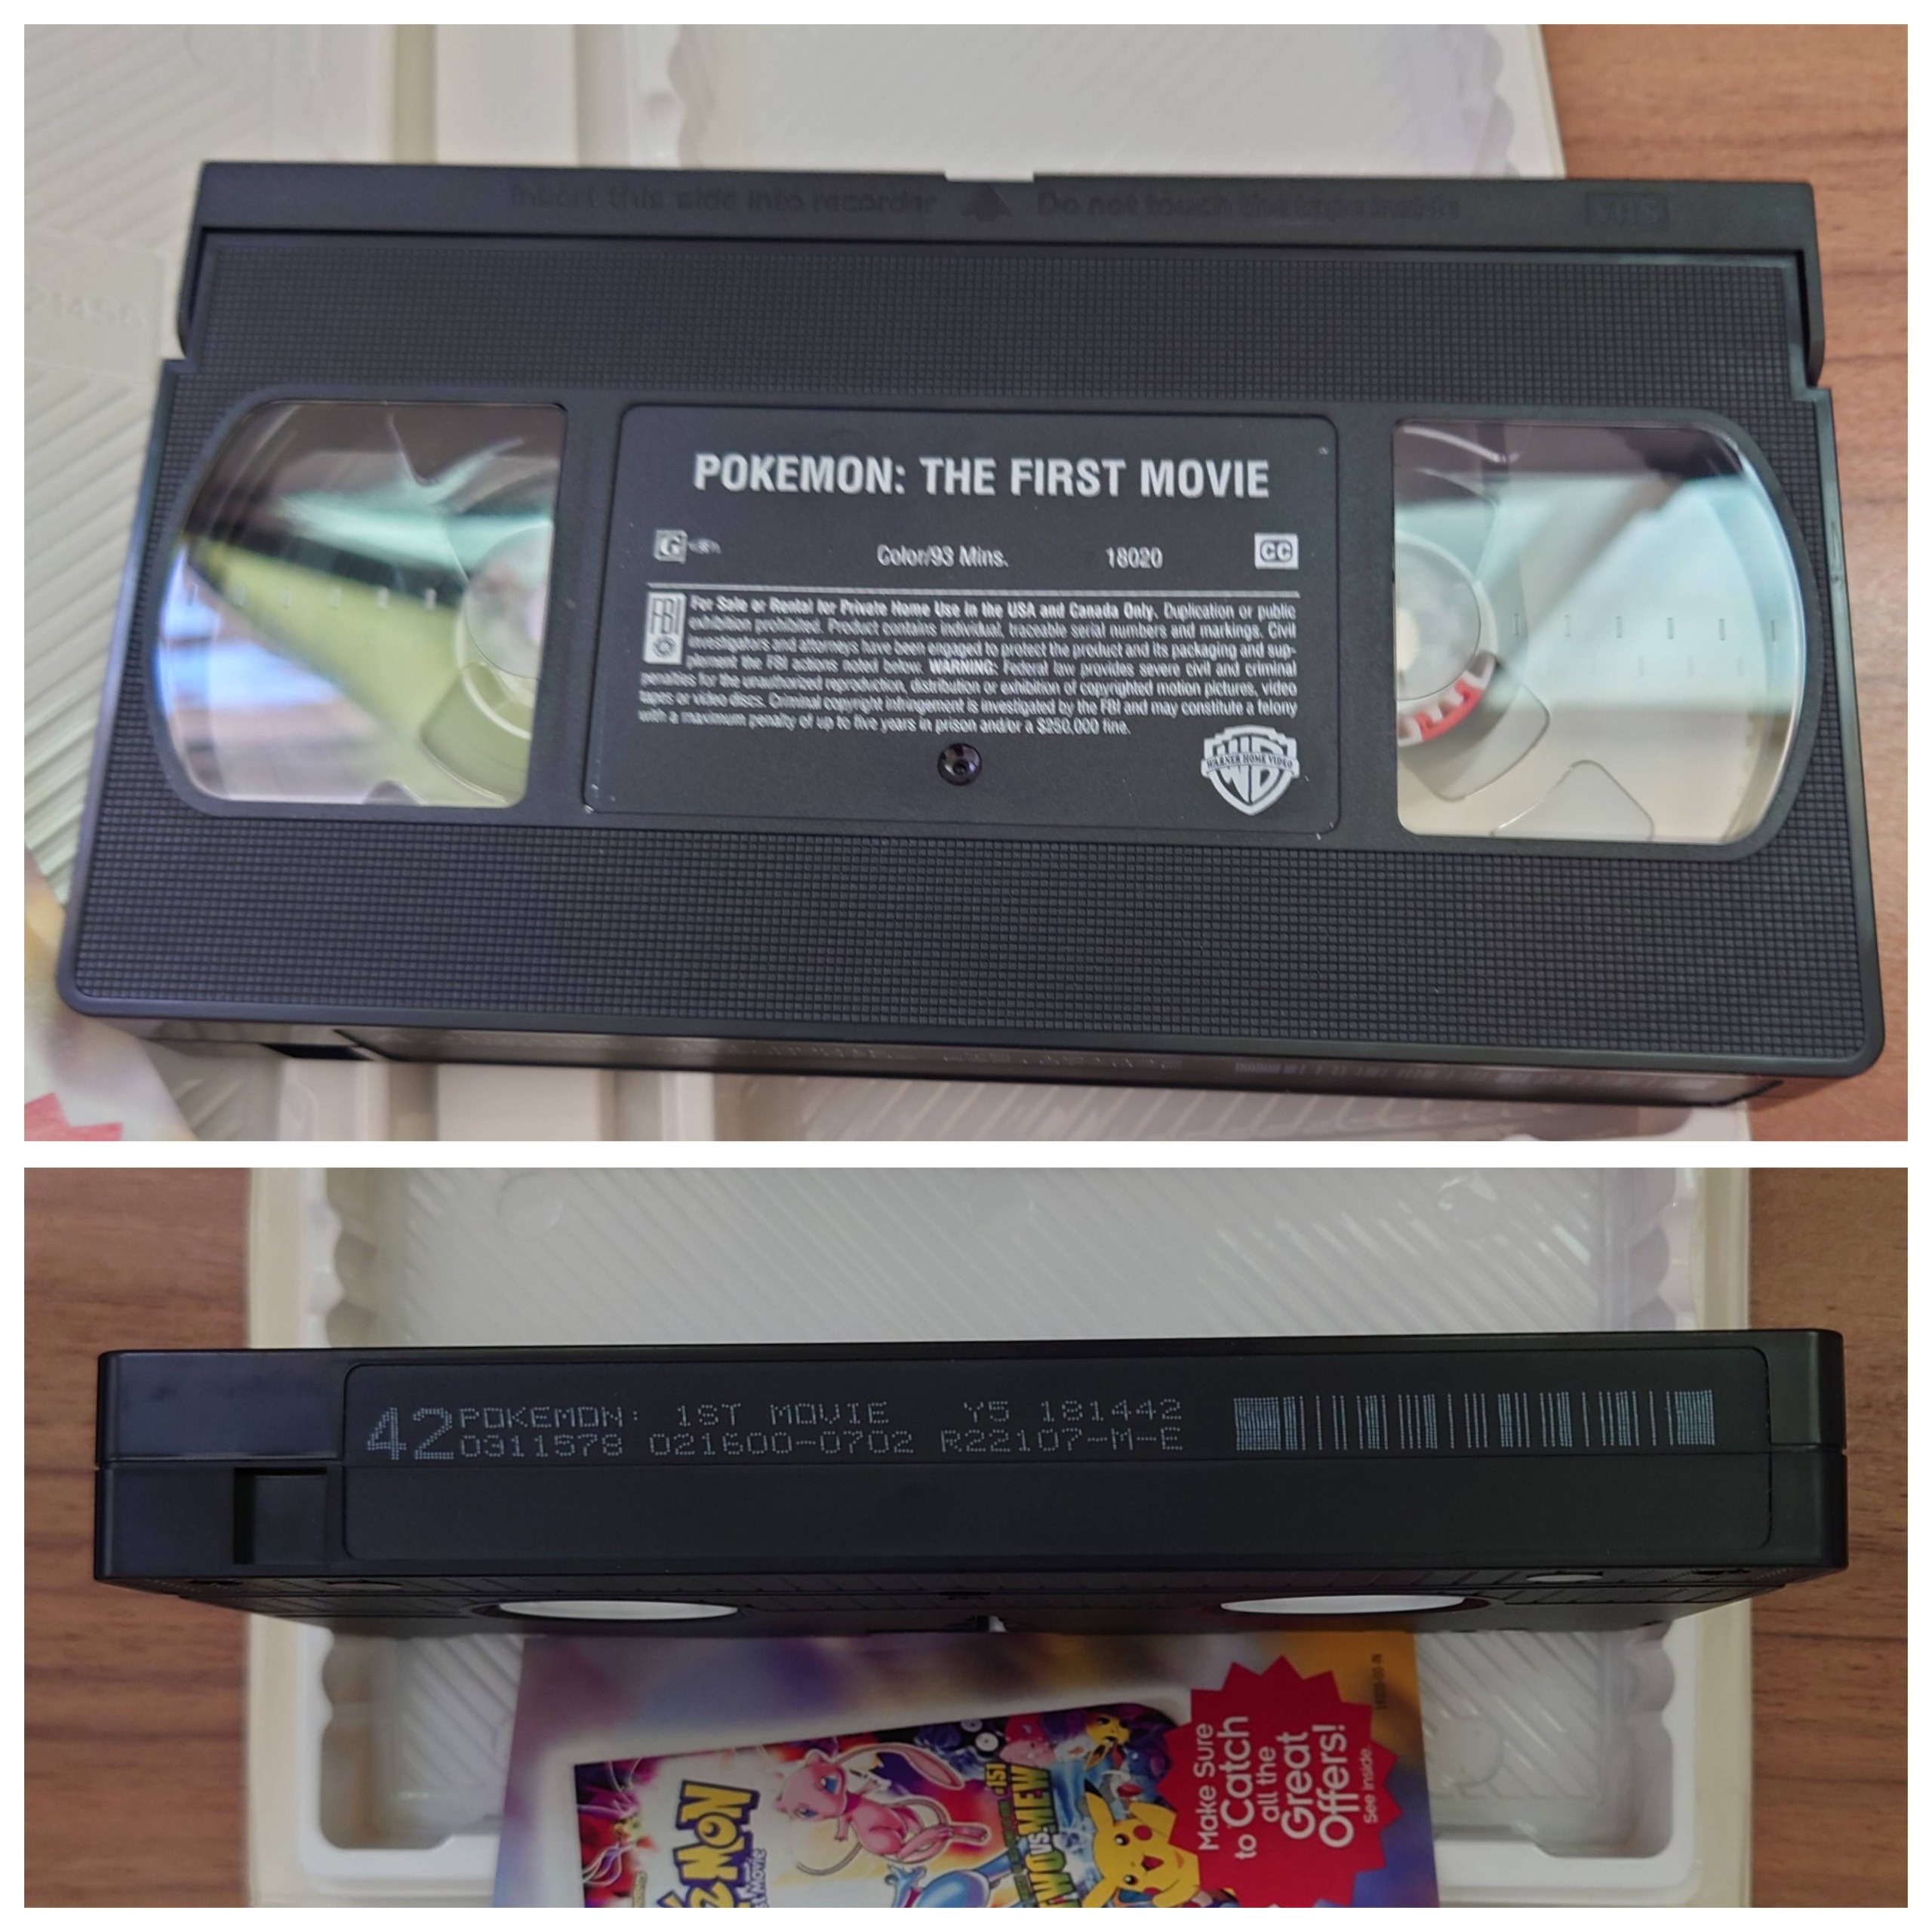 Insert this side into recorder Do not touch the tape inside VHS
POKEMON: THE FIRST MOVIE
G Color/93 Mins. 18020 CC
FBI
For Sale or Rental for Private Home Use in the USA and Canada Only. Duplication or public
exhibition prohibited. Product contains individual, traceable serial numbers and markings. Civil
investigators and attorneys have been engaged to protect the product and its packaging and sup-
plement the FBI actions noted below. WARNING: Federal law provides severe civil and criminal
penalties for the unauthorized reproduction, distribution or exhibition of copyrighted motion pictures, video
tapes or video discs. Criminal copyright infringement is investigated by the FBI and may constitute a felony
with a maximum penalty of up to five years in prison and/or a $250,000 fine.
WARNER HOME VIDEO
42 POKEMON: 1ST MOVIE Y5 181442
0311578 021600-0702 R22107-M-E
Make Sure
to Catch
all the
Great
Offers!
See Inside